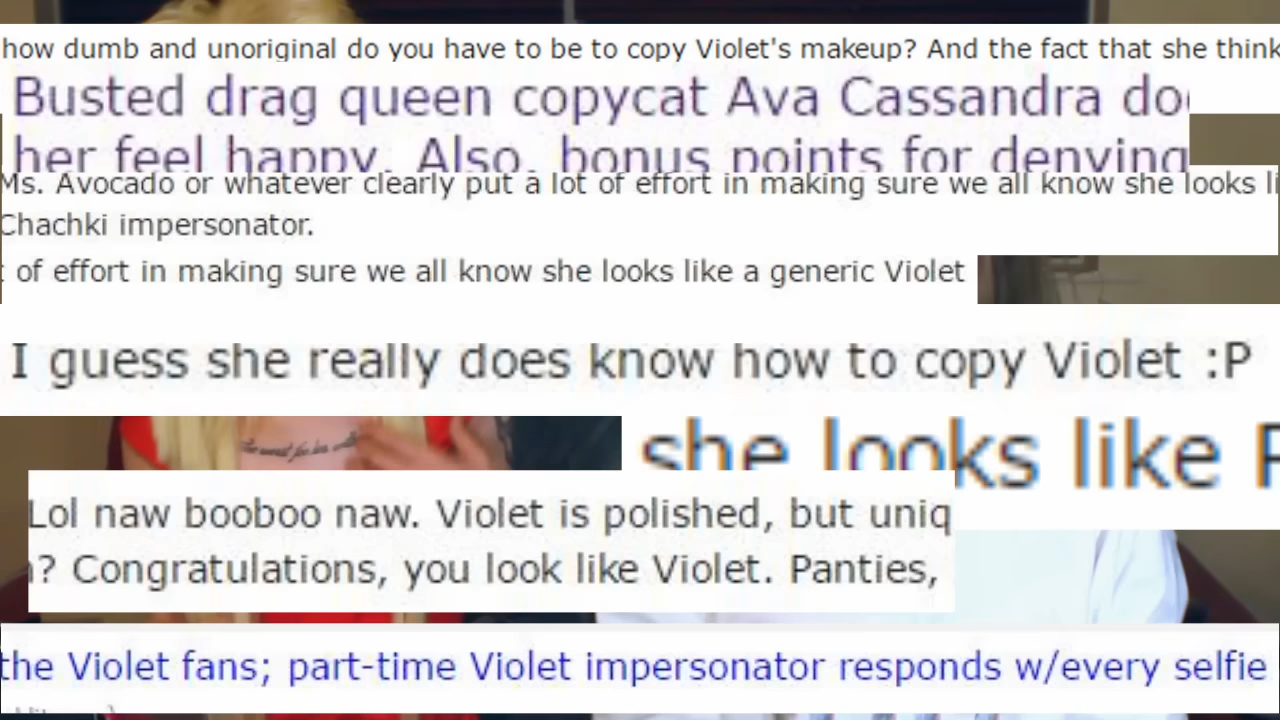 how dumb and unoriginal do you have to be to copy Violet's makeup? And the fact that she think
Busted drag queen copycat Ava Cassandra do
her feel happy. Also, bonus points for denying
Ms. Avocado or whatever clearly put a lot of effort in making sure we all know she looks li
Chachki impersonator.
of effort in making sure we all know she looks like a generic Violet
I guess she really does know how to copy Violet :P
she looks like
Lol naw booboo naw. Violet is polished, but uniq
? Congratulations, you look like Violet. Panties,
the Violet fans; part-time Violet impersonator responds w/every selfie